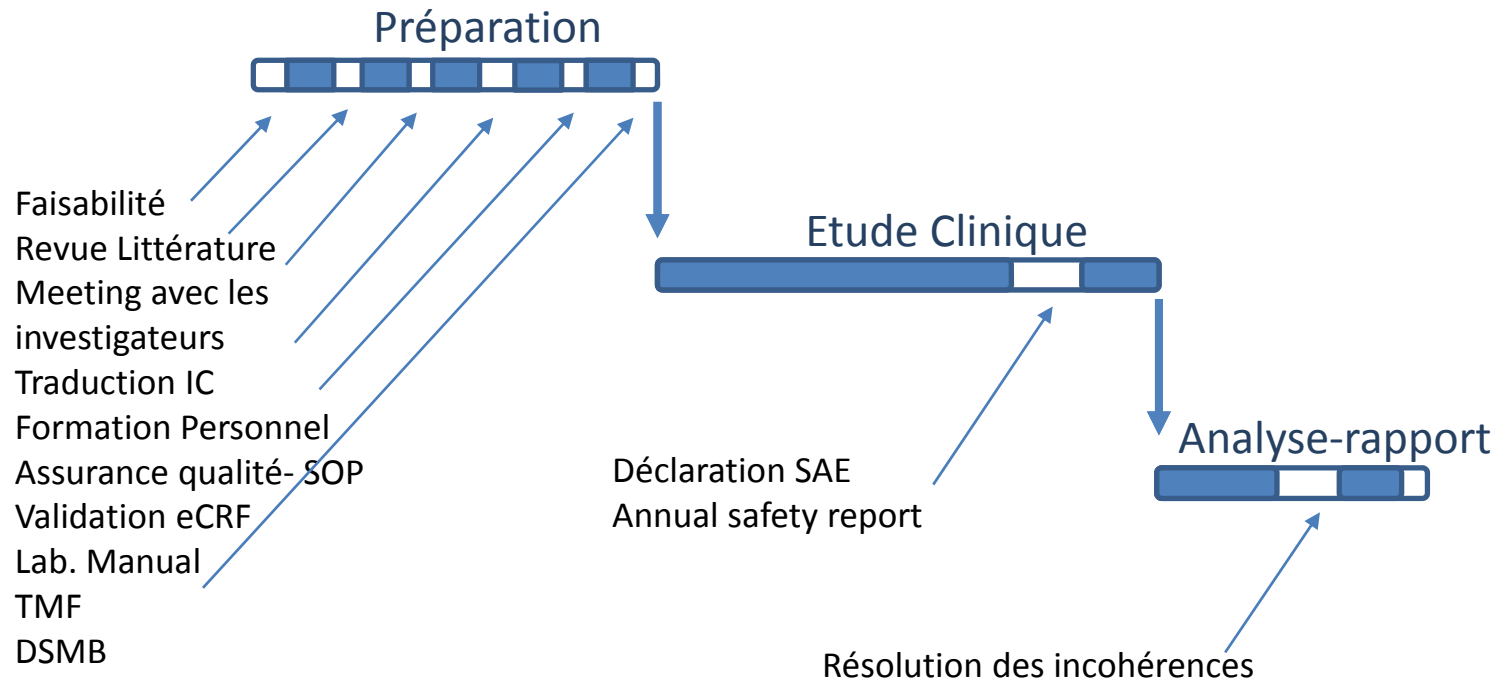 Préparation
Faisabilité
Revue Littérature
Meeting avec les
investigateurs
Traduction IC
Formation Personnel
Assurance qualité- SOP
Validation eCRF
Lab. Manual
TMF
DSMB
Etude Clinique
Déclaration SAE
Annual safety report
Analyse-rapport
Résolution des incohérences